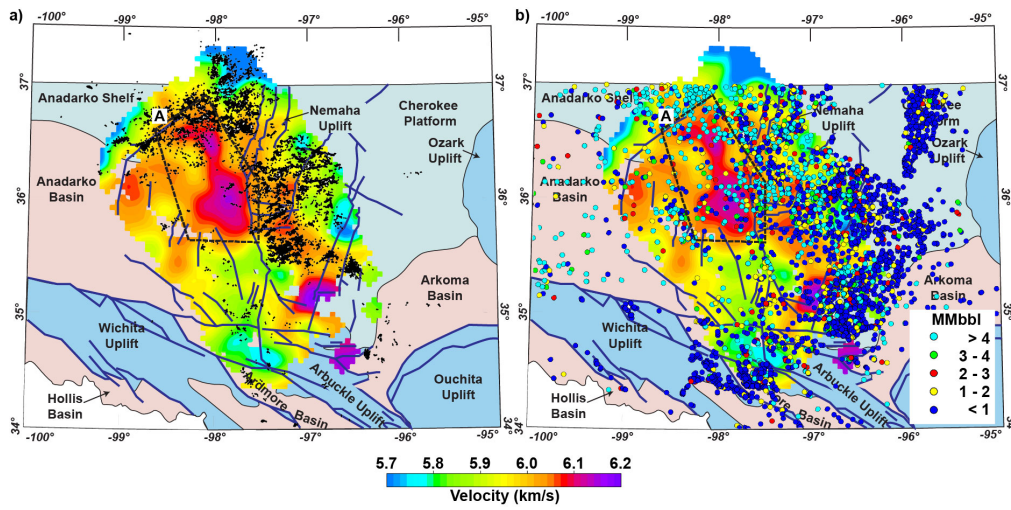 a)
-100°
-99°
-98°
-97°
-96°
-95°
37°
36°
35°
34°
37°
36°
35°
Anadarko Shelf
A
Nemaha
Uplift
Cherokee
Platform
Ozark
Uplift
Anadarko
Basin
Arkoma
Basin
Wichita
Uplift
Hollis
Basin
Ardmore Basin
Arbuckle Uplift
Ouchita
Uplift
-100°
-99°
-98°
-97°
-96°
-95°
b)
-100°
-99°
-98°
-97°
-96°
-95°
37°
36°
35°
34°
37°
36°
35°
Anadarko Shelf
A
Nemaha
Uplift
kee
form
Ozark
Uplift
Anadarko
Basin
Arkoma
Basin
Wichita
Uplift
Hollis
Basin
more Basin
Arbuckle Uplift
MMbbl
> 4
3 - 4
2 - 3
1 - 2
< 1
-100°
-99°
-98°
-97°
-96°
-95°
5.7 5.8 5.9 6.0 6.1 6.2
Velocity (km/s)